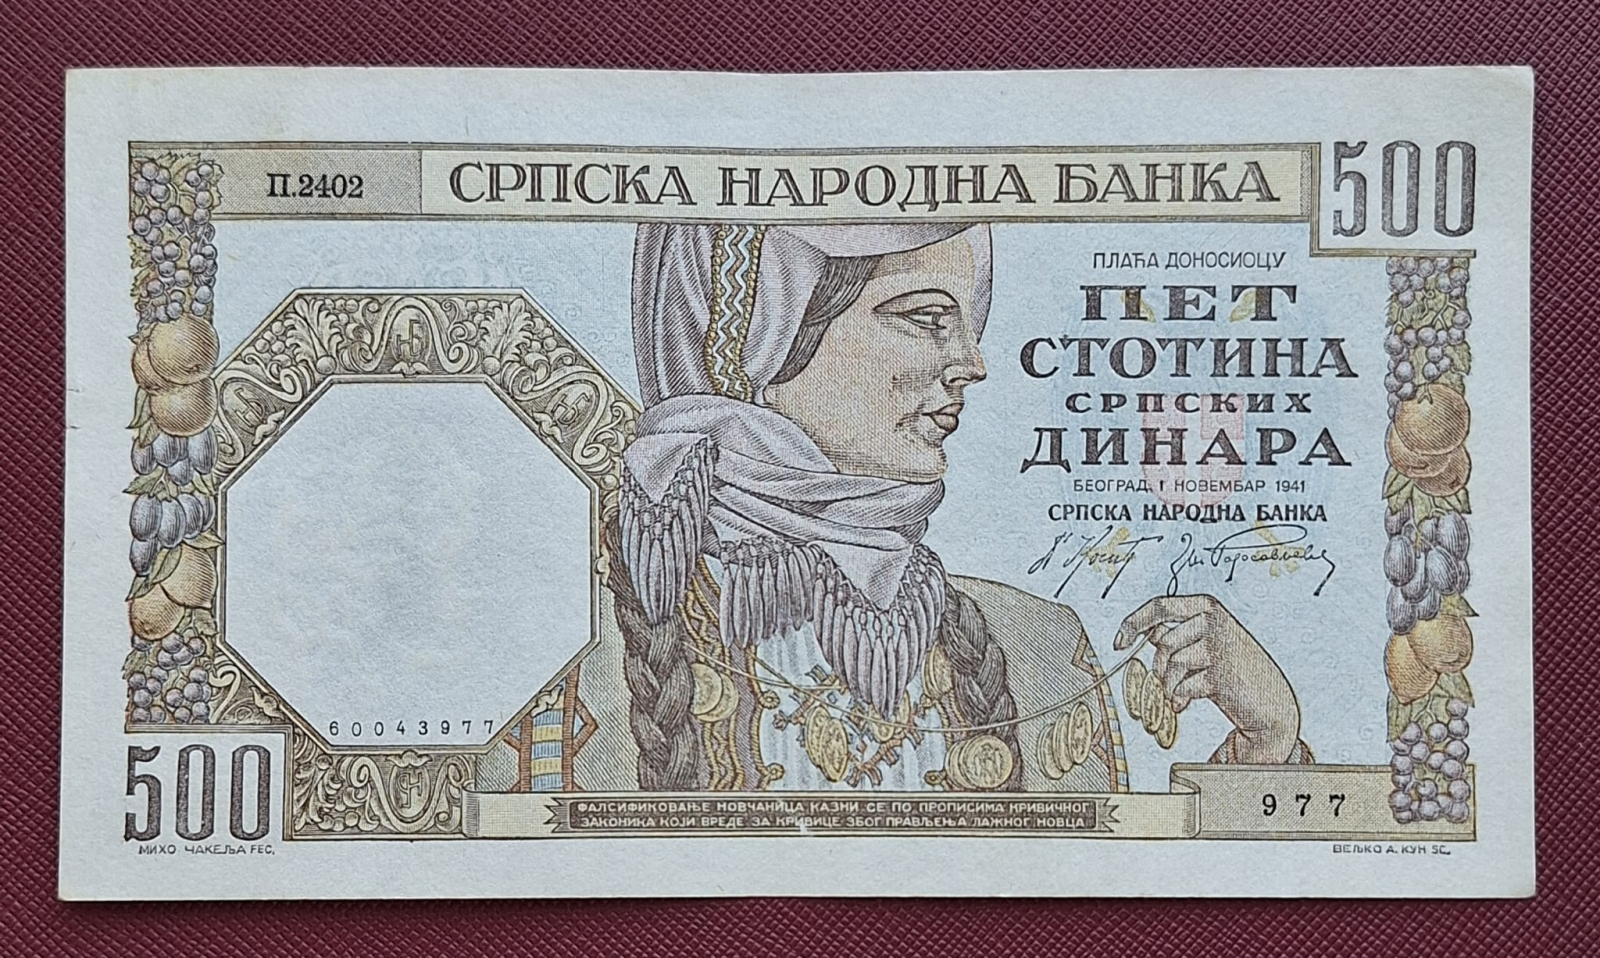 П.2402
СРПСКА НАРОДНА БАНКА
500
ПЛАЋА ДОНОСИОЦУ
ПЕТ
СТОТИНА
СРПСКИХ
ДИНАРА
БЕОГРАД, 1 НОВЕМБАР 1941
СРПСКА НАРОДНА БАНКА
60043977
500
ФАЛСИФИКОВАЊЕ НОВЧАНИЦА КАЗНИ СЕ ПО ПРОПИСИМА КРИВИЧНОГ
ЗАКОНИКА КОЈИ ВРЕДЕ ЗА КРИВИЦЕ ЗБОГ ПРАВЉЕЊА ЛАЖНОГ НОВЦА
977
МИХО ЧАКЕЉА FEC.
ВЕЉКО А. КУН SC.